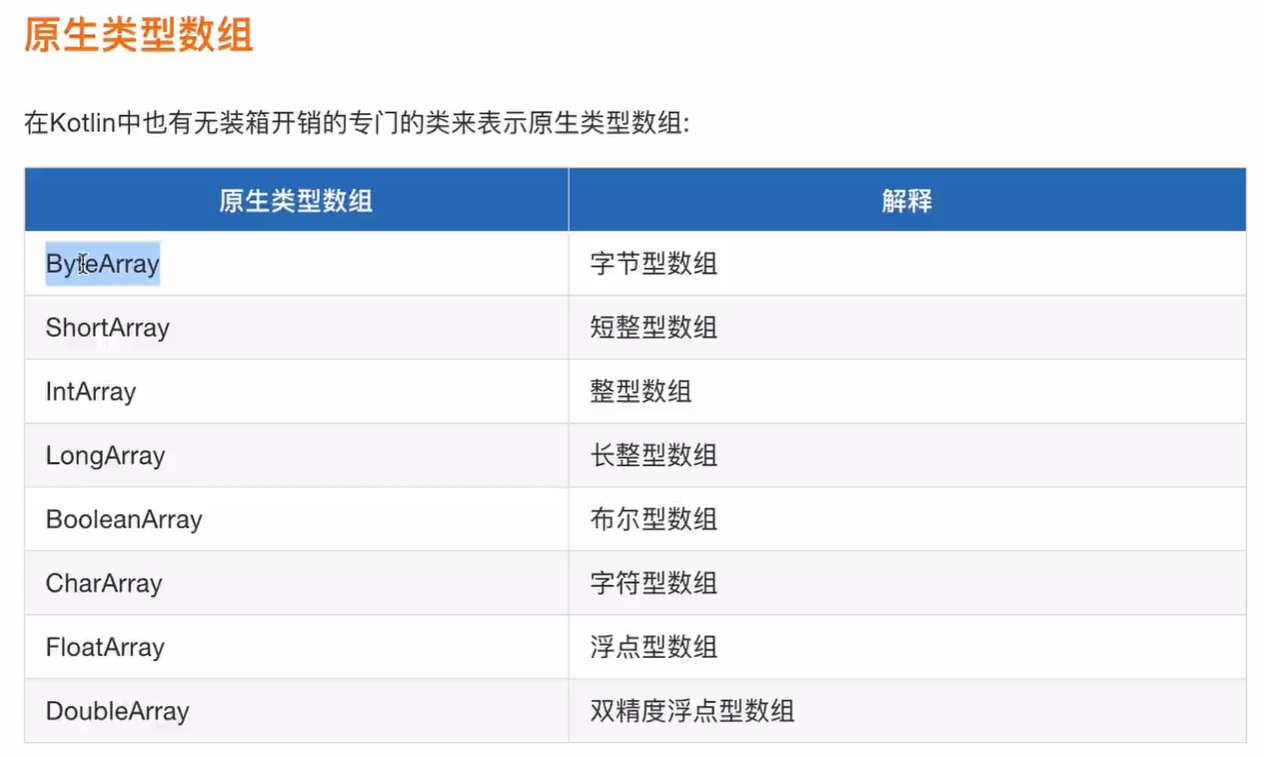 原生类型数组
在Kotlin中也有无装箱开销的专门的类来表示原生类型数组:
原生类型数组 解释
ByteArray 字节型数组
ShortArray 短整型数组
IntArray 整型数组
LongArray 长整型数组
BooleanArray 布尔型数组
CharArray 字符型数组
FloatArray 浮点型数组
DoubleArray 双精度浮点型数组